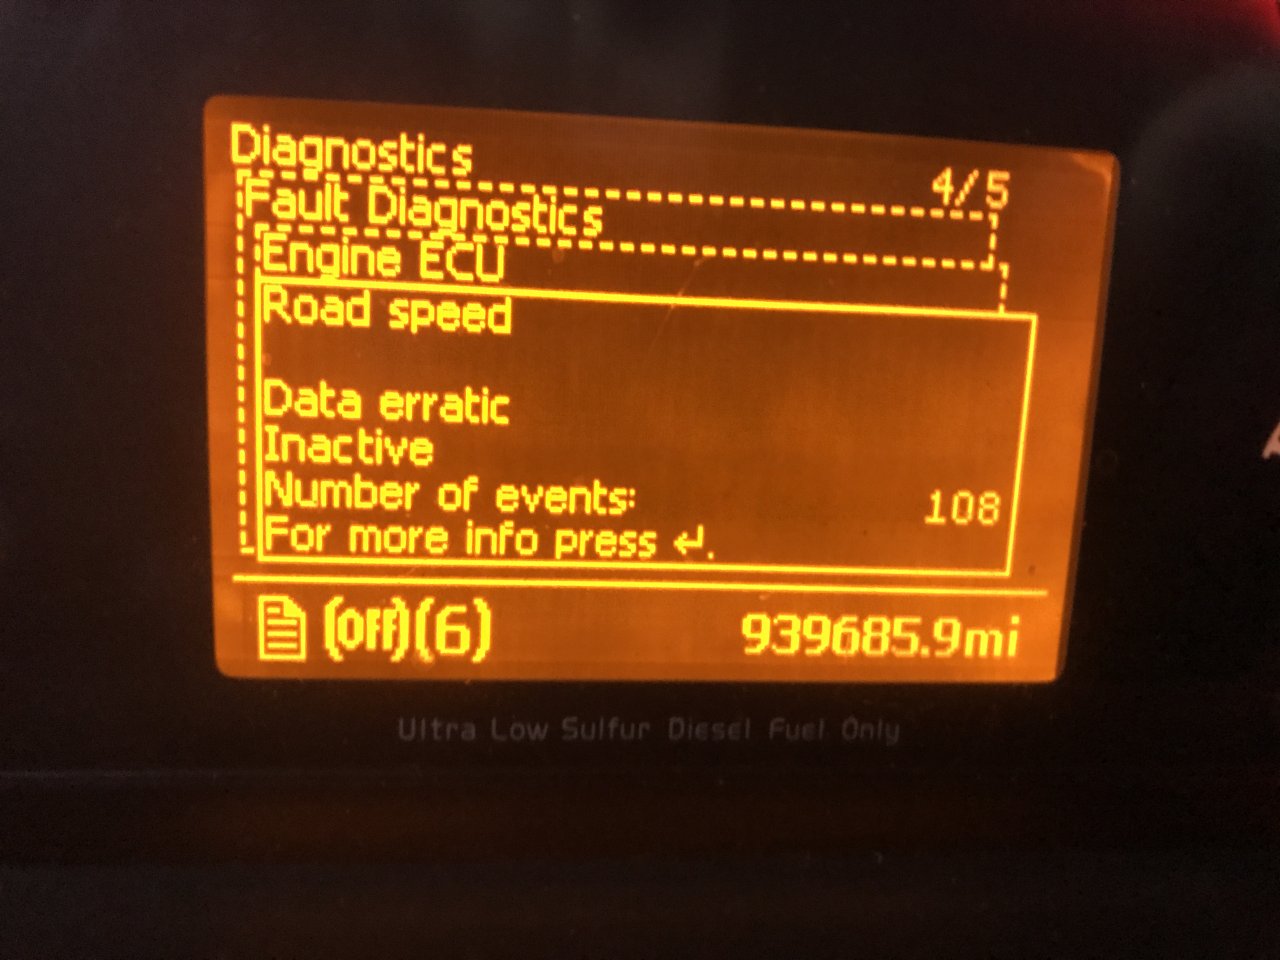 Diagnostics
4/5
Fault Diagnostics
Engine ECU
Road speed
Data erratic
Inactive
Number of events: 108
For more info press ↵.
(Off)(6) 939685.9mi
Ultra Low Sulfur Diesel Fuel Only